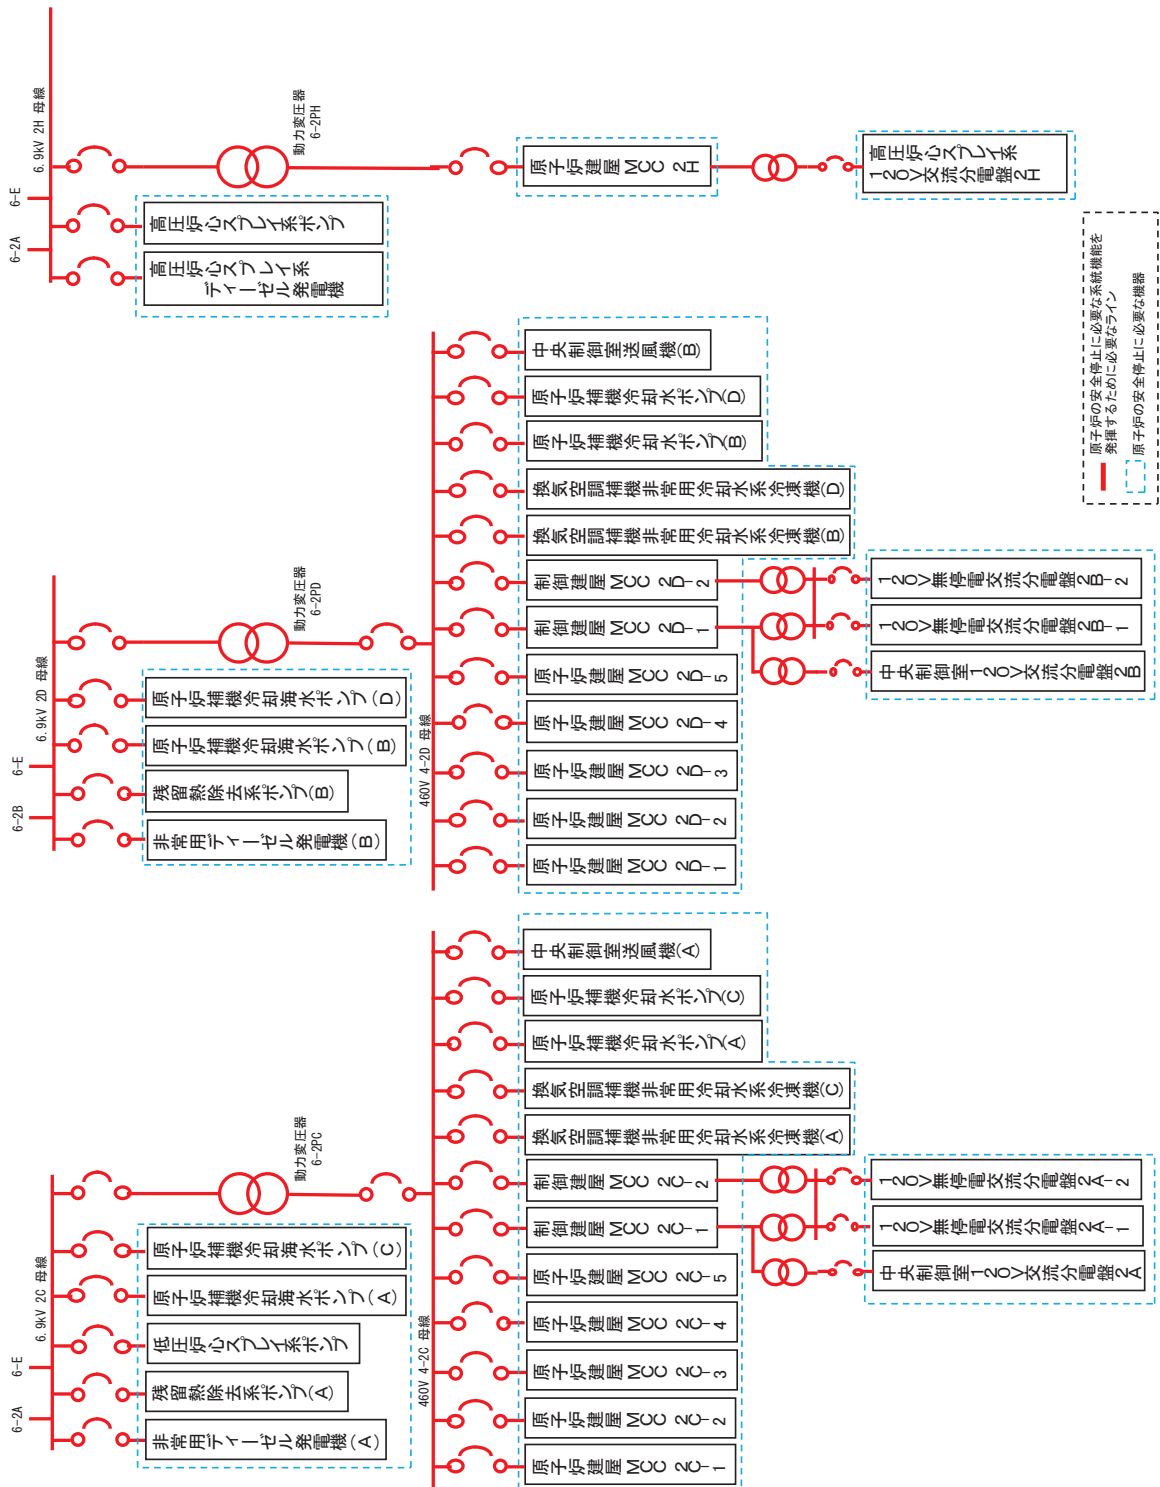 6-2A
6-E
6.9kV 2C 母線
非常用ディーゼル発電機(A)
残留熱除去系ポンプ(A)
低圧炉心スプレイ系ポンプ
原子炉補機冷却海水ポンプ(A)
原子炉補機冷却海水ポンプ(C)
動力変圧器
6-2PC
460V 4-2C 母線
原子炉建屋MCC 2C-1
原子炉建屋MCC 2C-2
原子炉建屋MCC 2C-3
原子炉建屋MCC 2C-4
原子炉建屋MCC 2C-5
制御建屋MCC 2C-1
制御建屋MCC 2C-2
換気空調補機非常用冷却水系冷凍機(A)
換気空調補機非常用冷却水系冷凍機(C)
原子炉補機冷却水ポンプ(A)
原子炉補機冷却水ポンプ(C)
中央制御室送風機(A)
中央制御室120V交流分電盤2A
120V無停電交流分電盤2A-1
120V無停電交流分電盤2A-2
6-2B
6-E
6.9kV 2D 母線
非常用ディーゼル発電機(B)
残留熱除去系ポンプ(B)
原子炉補機冷却海水ポンプ(B)
原子炉補機冷却海水ポンプ(D)
動力変圧器
6-2PD
460V 4-2D 母線
原子炉建屋MCC 2D-1
原子炉建屋MCC 2D-2
原子炉建屋MCC 2D-3
原子炉建屋MCC 2D-4
原子炉建屋MCC 2D-5
制御建屋MCC 2D-1
制御建屋MCC 2D-2
換気空調補機非常用冷却水系冷凍機(B)
換気空調補機非常用冷却水系冷凍機(D)
原子炉補機冷却水ポンプ(B)
原子炉補機冷却水ポンプ(D)
中央制御室送風機(B)
中央制御室120V交流分電盤2B
120V無停電交流分電盤2B-1
120V無停電交流分電盤2B-2
6-2A
6-E
6.9kV 2H 母線
高圧炉心スプレイ系
ディーゼル発電機
高圧炉心スプレイ系ポンプ
動力変圧器
6-2PH
原子炉建屋MCC 2H
高圧炉心スプレイ系
120V交流分電盤2H
原子炉の安全停止に必要な系統機能を
発揮するために必要なライン
原子炉の安全停止に必要な機器